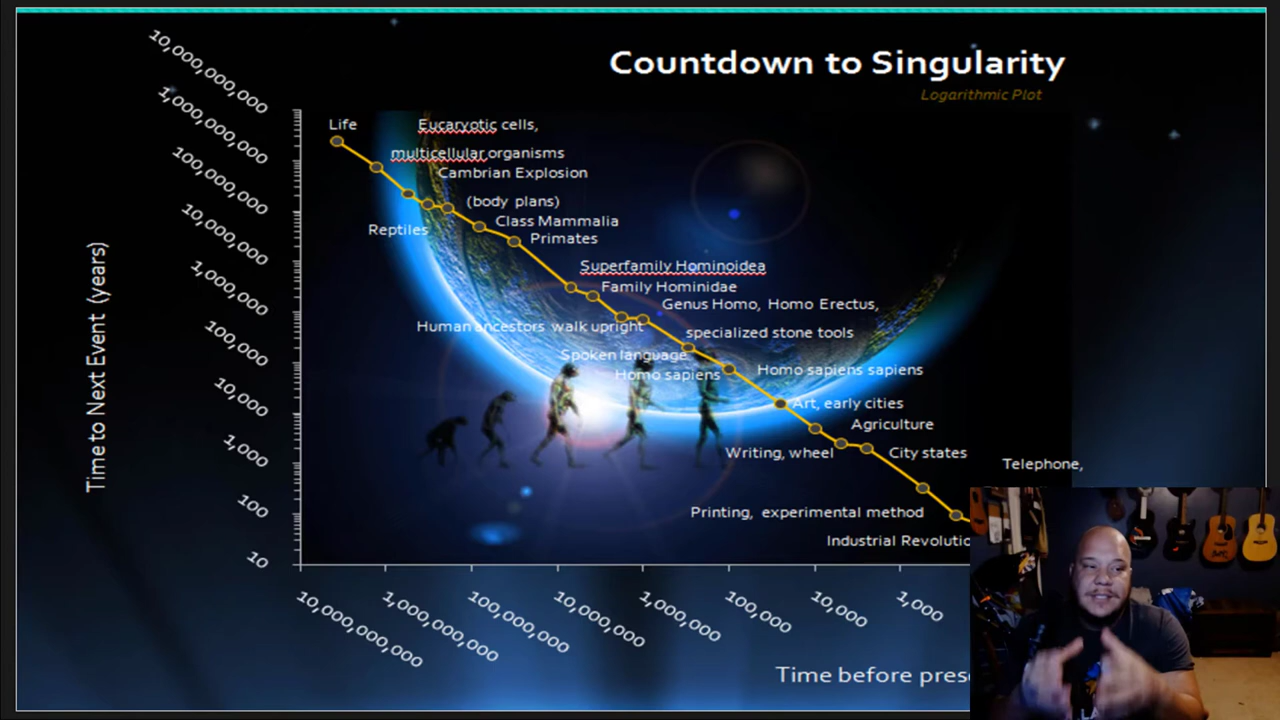 Countdown to Singularity
Logarithmic Plot
10,000,000,000
1,000,000,000
100,000,000
10,000,000
1,000,000
100,000
10,000
1,000
100
10
Time to Next Event (years)
Life
Eucaryotic cells,
multicellular organisms
Cambrian Explosion
(body plans)
Reptiles
Class Mammalia
Primates
Superfamily Hominoidea
Family Hominidae
Genus Homo, Homo Erectus,
Human ancestors walk upright
specialized stone tools
Spoken language
Homo sapiens
Homo sapiens sapiens
Art, early cities
Agriculture
Writing, wheel
City states
Telephone,
Printing, experimental method
Industrial Revolutio
10,000,000,000
1,000,000,000
100,000,000
10,000,000
1,000,000
100,000
10,000
1,000
Time before prese